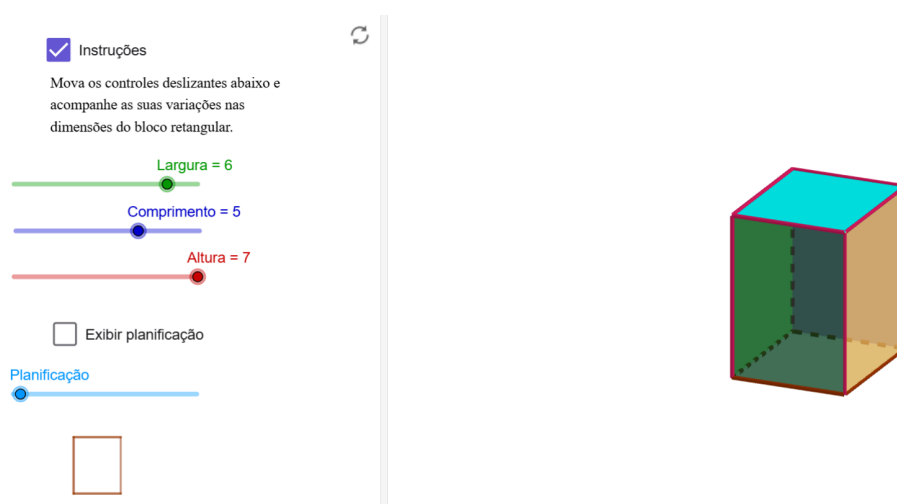 Instruções
Mova os controles deslizantes abaixo e
acompanhe as suas variações nas
dimensões do bloco retangular.
Largura = 6
Comprimento = 5
Altura = 7
Exibir planificação
Planificação